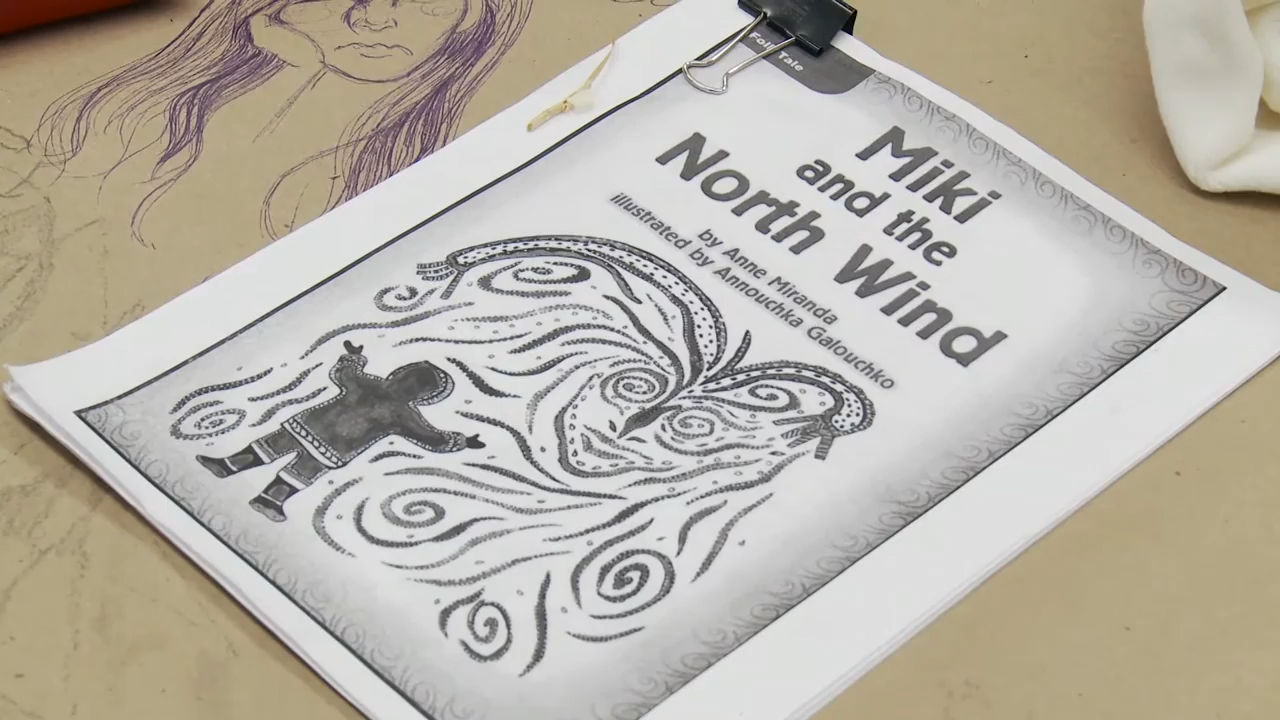 Folk Tale
Miki
and the
North Wind
by Anne Miranda
illustrated by Annouchka Galouchko